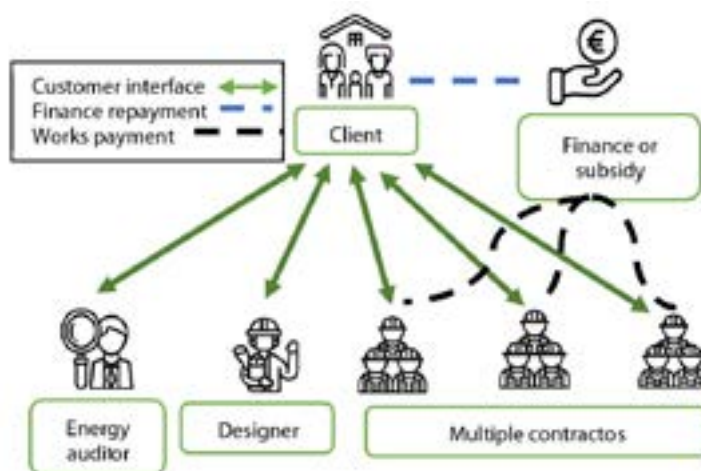 Customer interface
Finance repayment
Works payment
€
Client
Finance or
subsidy
Energy
auditor
Designer
Multiple contractos